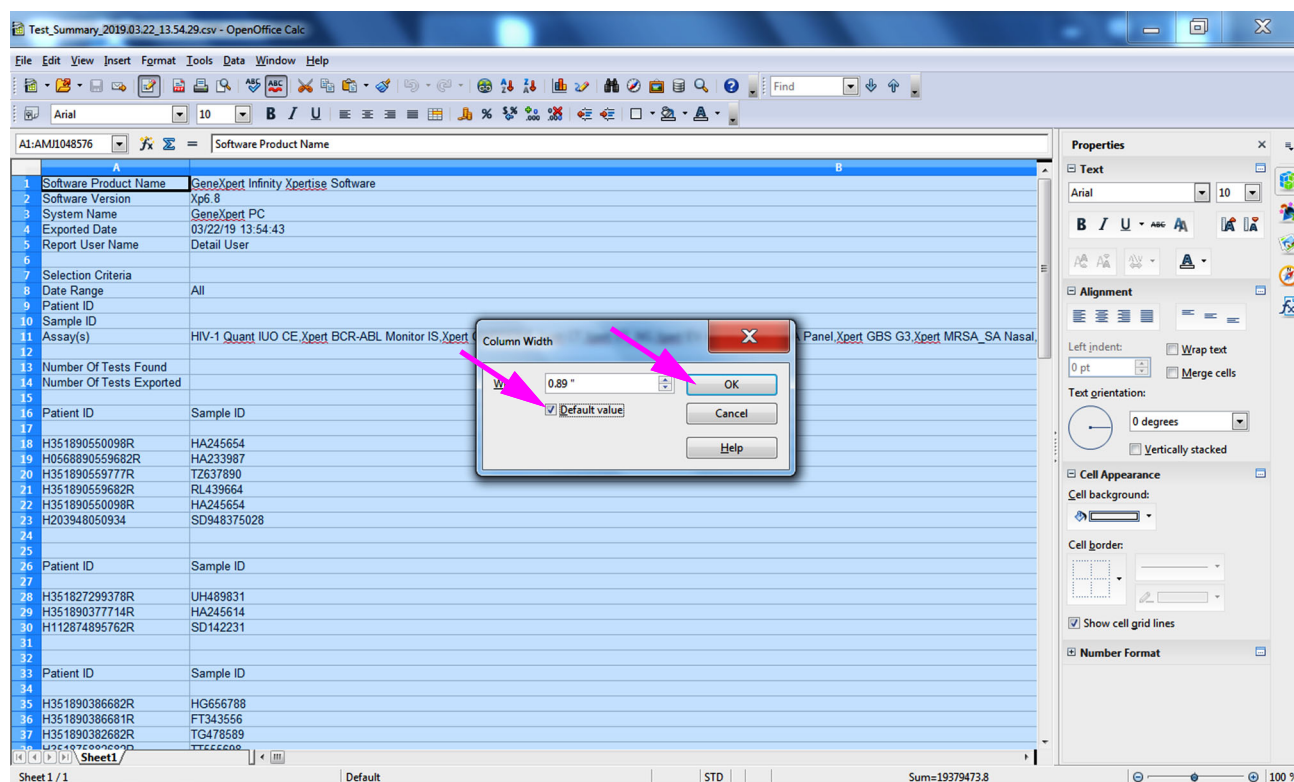 Test_Summary_2019.03.22_13.54.29.csv - OpenOffice Calc
File Edit View Insert Format Tools Data Window Help
Find
Arial 10 B I U
A1:AMJ1048576 Software Product Name
A B
1 Software Product Name GeneXpert Infinity Xpertise Software
2 Software Version Xp6.8
3 System Name GeneXpert PC
4 Exported Date 03/22/19 13:54:43
5 Report User Name Detail User
6
7 Selection Criteria
8 Date Range All
9 Patient ID
10 Sample ID
11 Assay(s) HIV-1 Quant IUO CE,Xpert BCR-ABL Monitor IS,Xpert Panel,Xpert GBS G3,Xpert MRSA_SA Nasal,
12
13 Number Of Tests Found
14 Number Of Tests Exported
15
16 Patient ID Sample ID
17
18 H351890550098R HA245654
19 H0568890559682R HA233987
20 H351890559777R TZ637890
21 H351890559682R RL439664
22 H351890550098R HA245654
23 H203948050934 SD948375028
24
25
26 Patient ID Sample ID
27
28 H351827299378R UH489831
29 H351890377714R HA245614
30 H112874895762R SD142231
31
32
33 Patient ID Sample ID
34
35 H351890386682R HG656788
36 H351890386681R FT343556
37 H351890382682R TG478589
Column Width
0.89 " OK
Default value Cancel
Help
Properties
Text
Arial 10
B I U ABC
Alignment
Left indent: Wrap text
0 pt Merge cells
Text orientation:
0 degrees
Vertically stacked
Cell Appearance
Cell background:
Cell border:
Show cell grid lines
Number Format
Sheet1
Sheet 1 / 1 Default STD Sum=19379473.8 100 %